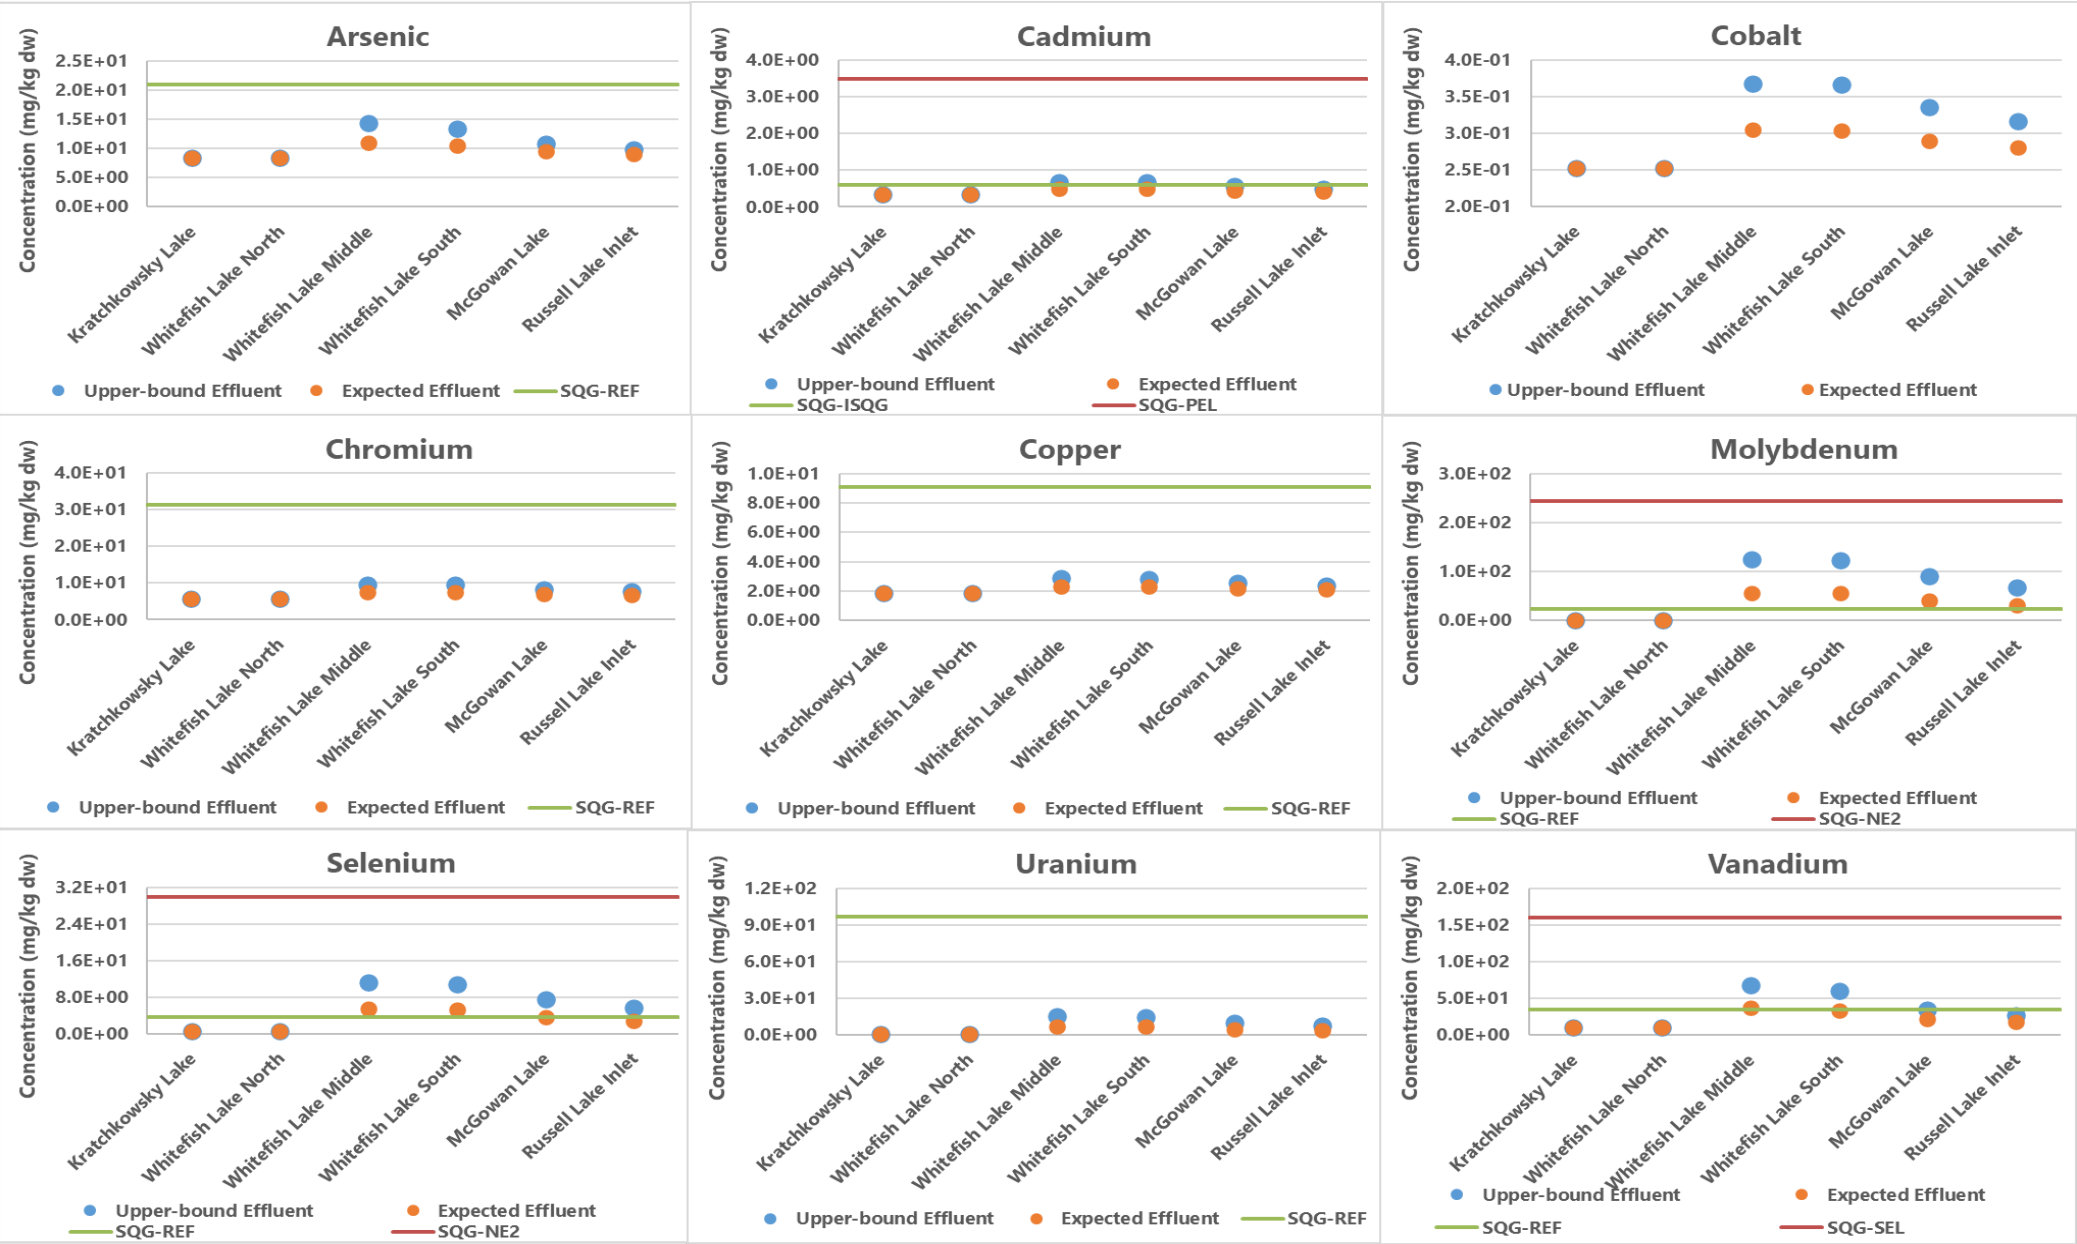 Arsenic
Concentration (mg/kg dw)
2.5E+01
2.0E+01
1.5E+01
1.0E+01
5.0E+00
0.0E+00
Kratchkowsky Lake
Whitefish Lake North
Whitefish Lake Middle
Whitefish Lake South
McGowan Lake
Russell Lake Inlet
Upper-bound Effluent
Expected Effluent
SQG-REF
Cadmium
Concentration (mg/kg dw)
4.0E+00
3.0E+00
2.0E+00
1.0E+00
0.0E+00
Kratchkowsky Lake
Whitefish Lake North
Whitefish Lake Middle
Whitefish Lake South
McGowan Lake
Russell Lake Inlet
Upper-bound Effluent
Expected Effluent
SQG-ISQG
SQG-PEL
Cobalt
Concentration (mg/kg dw)
4.0E-01
3.5E-01
3.0E-01
2.5E-01
2.0E-01
Kratchkowsky Lake
Whitefish Lake North
Whitefish Lake Middle
Whitefish Lake South
McGowan Lake
Russell Lake Inlet
Upper-bound Effluent
Expected Effluent
Chromium
Concentration (mg/kg dw)
4.0E+01
3.0E+01
2.0E+01
1.0E+01
0.0E+00
Kratchkowsky Lake
Whitefish Lake North
Whitefish Lake Middle
Whitefish Lake South
McGowan Lake
Russell Lake Inlet
Upper-bound Effluent
Expected Effluent
SQG-REF
Copper
Concentration (mg/kg dw)
1.0E+01
8.0E+00
6.0E+00
4.0E+00
2.0E+00
0.0E+00
Kratchkowsky Lake
Whitefish Lake North
Whitefish Lake Middle
Whitefish Lake South
McGowan Lake
Russell Lake Inlet
Upper-bound Effluent
Expected Effluent
SQG-REF
Molybdenum
Concentration (mg/kg dw)
3.0E+02
2.0E+02
1.0E+02
0.0E+00
Kratchkowsky Lake
Whitefish Lake North
Whitefish Lake Middle
Whitefish Lake South
McGowan Lake
Russell Lake Inlet
Upper-bound Effluent
Expected Effluent
SQG-REF
SQG-NE2
Selenium
Concentration (mg/kg dw)
3.2E+01
2.4E+01
1.6E+01
8.0E+00
0.0E+00
Kratchkowsky Lake
Whitefish Lake North
Whitefish Lake Middle
Whitefish Lake South
McGowan Lake
Russell Lake Inlet
Upper-bound Effluent
Expected Effluent
SQG-REF
SQG-NE2
Uranium
Concentration (mg/kg dw)
1.2E+02
9.0E+01
6.0E+01
3.0E+01
0.0E+00
Kratchkowsky Lake
Whitefish Lake North
Whitefish Lake Middle
Whitefish Lake South
McGowan Lake
Russell Lake Inlet
Upper-bound Effluent
Expected Effluent
SQG-REF
Vanadium
Concentration (mg/kg dw)
2.0E+02
1.5E+02
1.0E+02
5.0E+01
0.0E+00
Kratchkowsky Lake
Whitefish Lake North
Whitefish Lake Middle
Whitefish Lake South
McGowan Lake
Russell Lake Inlet
Upper-bound Effluent
Expected Effluent
SQG-REF
SQG-SEL